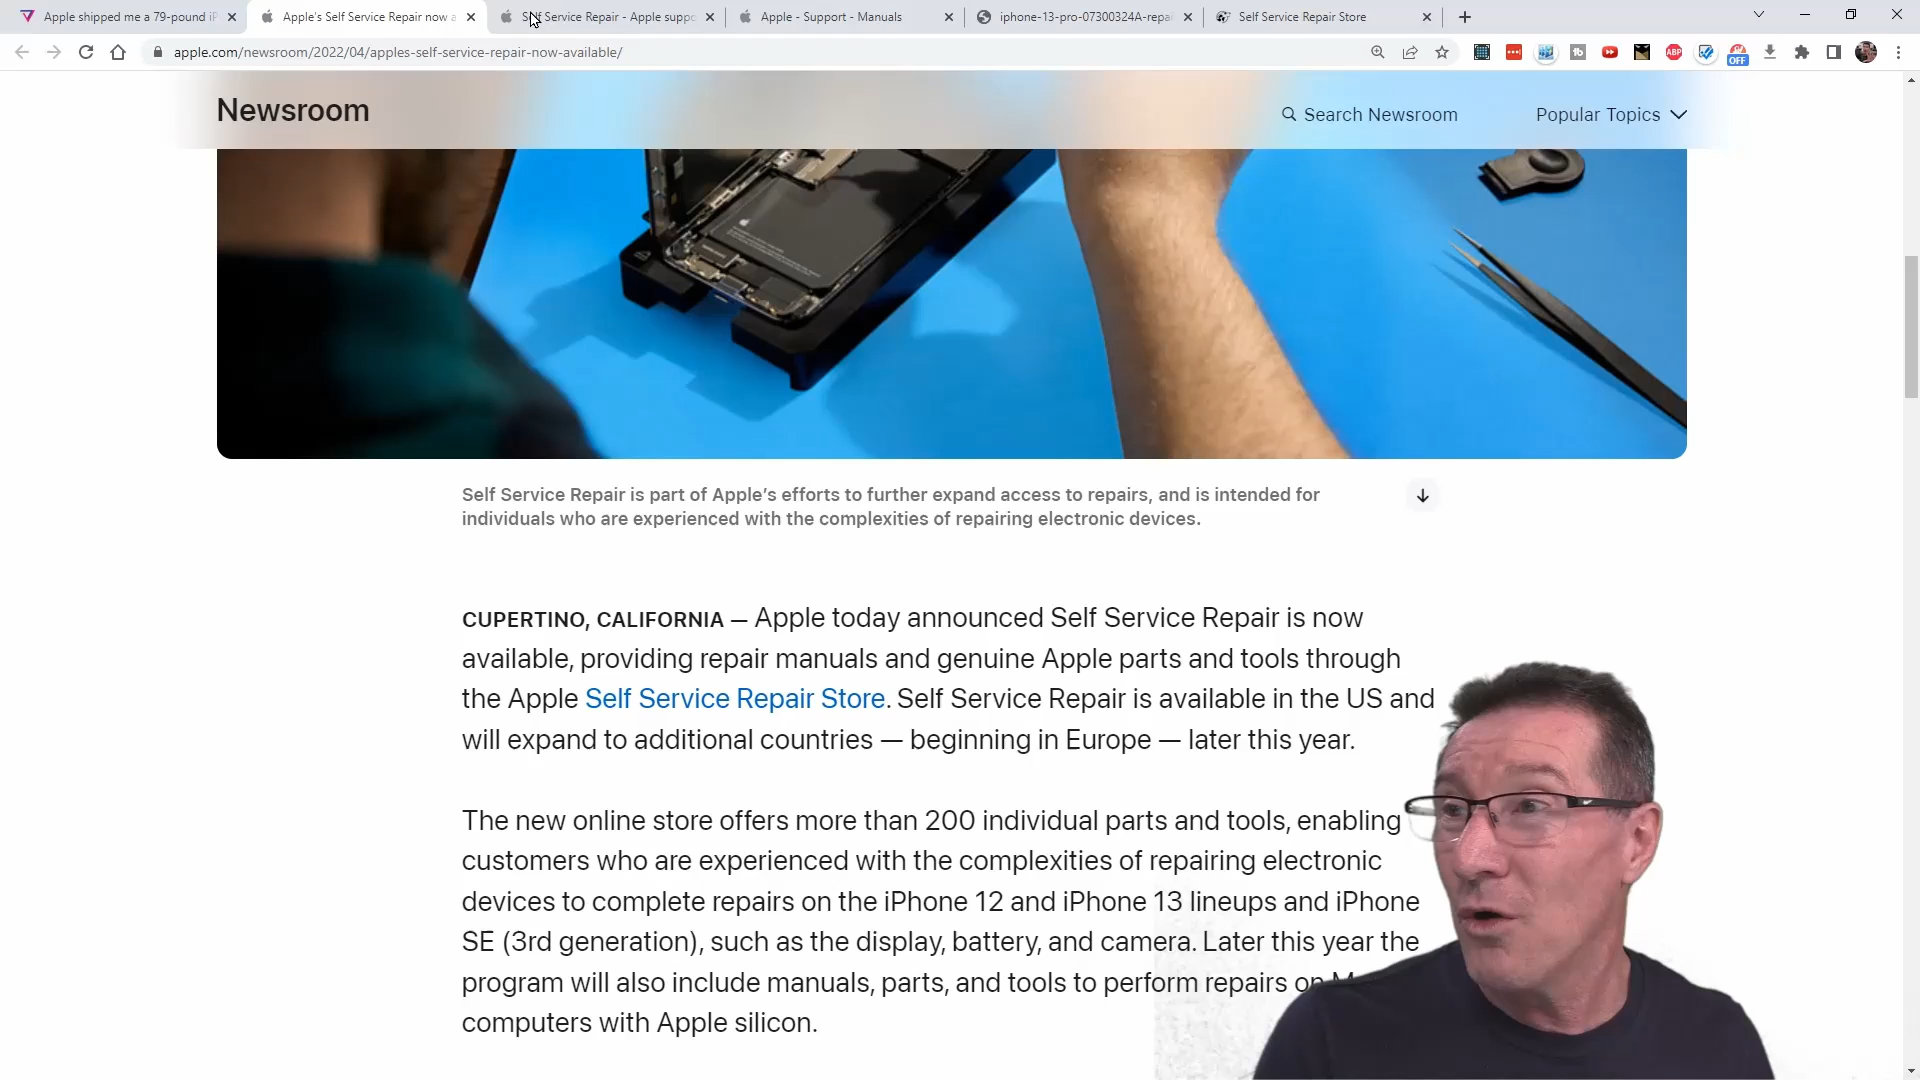 Apple shipped me a 79-pound iP
Apple's Self Service Repair now a
Self Service Repair - Apple suppo
Apple - Support - Manuals
iphone-13-pro-07300324A-repai
Self Service Repair Store
apple.com/newsroom/2022/04/apples-self-service-repair-now-available/
ABP
OFF
Newsroom
Search Newsroom
Popular Topics
Self Service Repair is part of Apple's efforts to further expand access to repairs, and is intended for
individuals who are experienced with the complexities of repairing electronic devices.
CUPERTINO, CALIFORNIA — Apple today announced Self Service Repair is now
available, providing repair manuals and genuine Apple parts and tools through
the Apple Self Service Repair Store. Self Service Repair is available in the US and
will expand to additional countries — beginning in Europe — later this year.
The new online store offers more than 200 individual parts and tools, enabling
customers who are experienced with the complexities of repairing electronic
devices to complete repairs on the iPhone 12 and iPhone 13 lineups and iPhone
SE (3rd generation), such as the display, battery, and camera. Later this year the
program will also include manuals, parts, and tools to perform repairs on
computers with Apple silicon.